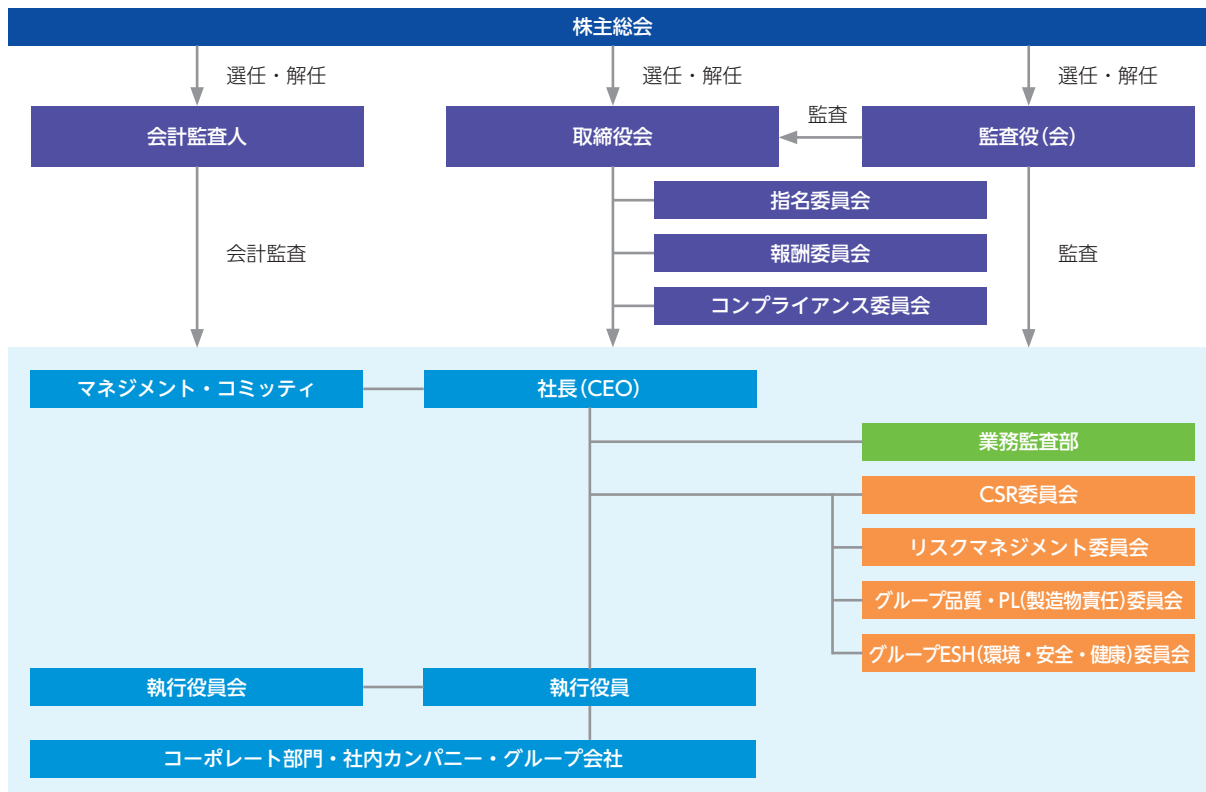 株主総会
選任・解任
選任・解任
選任・解任
会計監査人
取締役会
監査
監査役(会)
指名委員会
会計監査
報酬委員会
監査
コンプライアンス委員会
マネジメント・コミッティ
社長(CEO)
業務監査部
CSR委員会
リスクマネジメント委員会
グループ品質・PL(製造物責任)委員会
グループESH(環境・安全・健康)委員会
執行役員会
執行役員
コーポレート部門・社内カンパニー・グループ会社